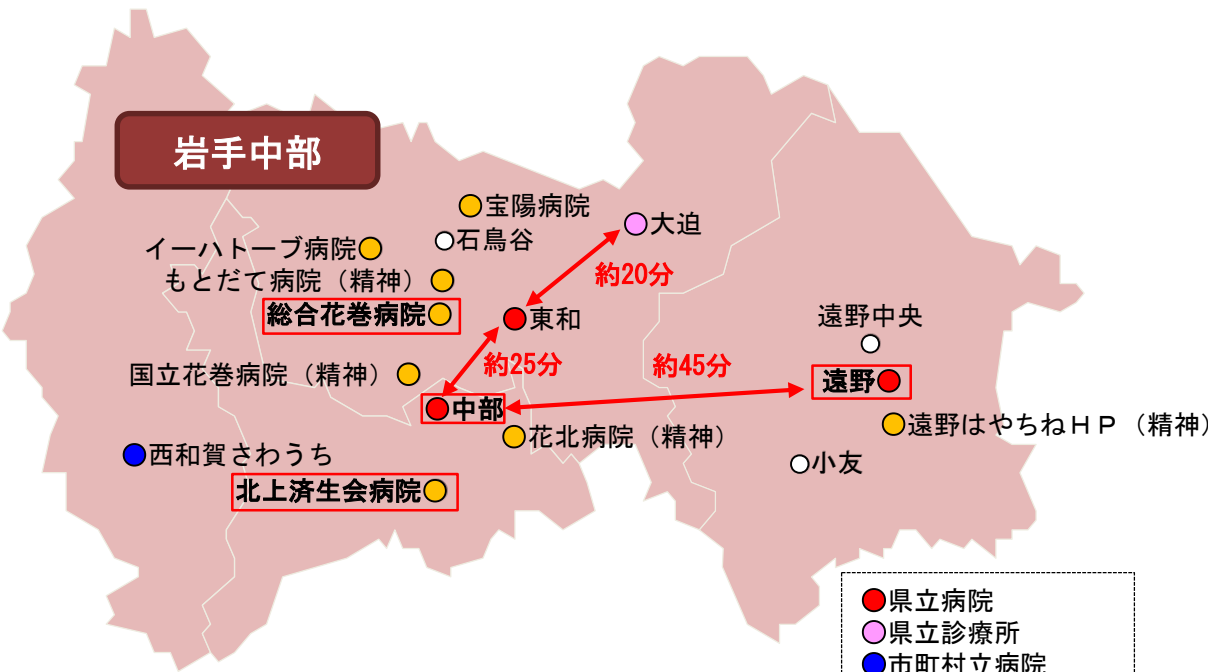 岩手中部
宝陽病院
大迫
石鳥谷
イーハトーブ病院
約20分
もとだて病院（精神）
総合花巻病院
東和
遠野中央
約25分
約45分
国立花巻病院（精神）
遠野
中部
遠野はやちねＨＰ（精神）
花北病院（精神）
西和賀さわうち
小友
北上済生会病院
県立病院
県立診療所
市町村立病院